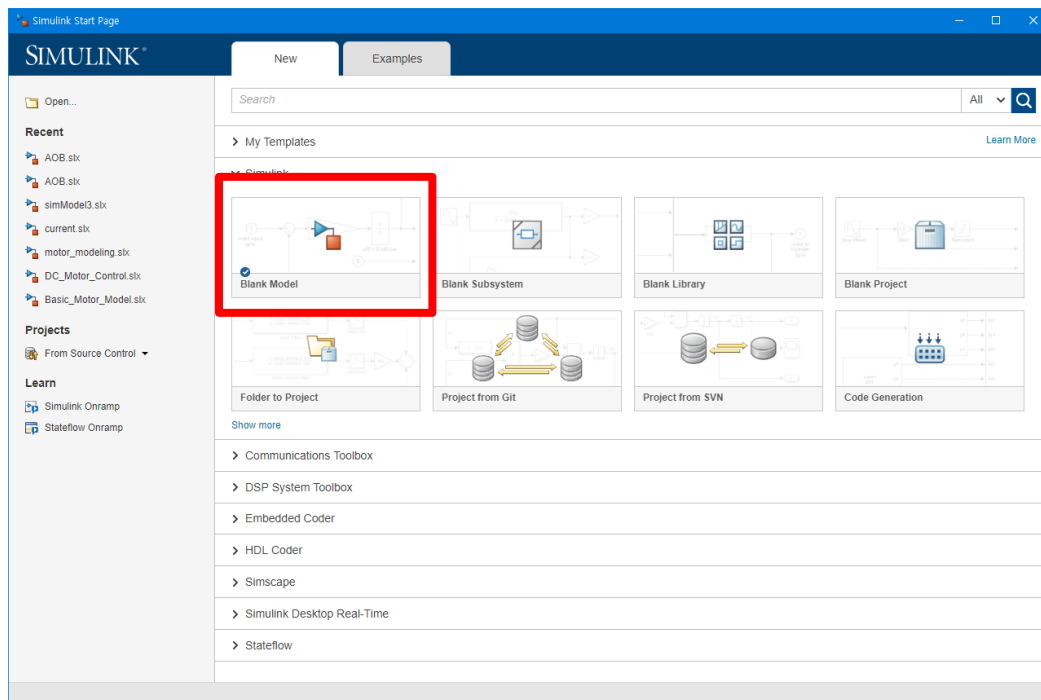 Simulink Start Page
SIMULINK®
New
Examples
Open...
Recent
AOB.slx
AOB.slx
simModel3.slx
current.slx
motor_modeling.slx
DC_Motor_Control.slx
Basic_Motor_Model.slx
Projects
From Source Control
Learn
Simulink Onramp
Stateflow Onramp
Search
All
My Templates
Learn More
Simulink
Blank Model
Blank Subsystem
Blank Library
Blank Project
Folder to Project
Project from Git
Project from SVN
Code Generation
Show more
Communications Toolbox
DSP System Toolbox
Embedded Coder
HDL Coder
Simscape
Simulink Desktop Real-Time
Stateflow